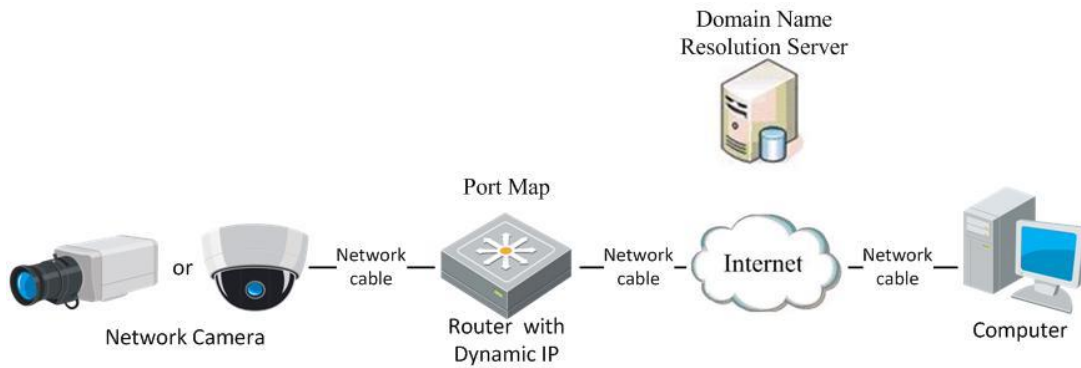 Domain Name
Resolution Server
Port Map
or
Network
cable
Network
cable
Internet
Network
cable
Network Camera
Router with
Dynamic IP
Computer